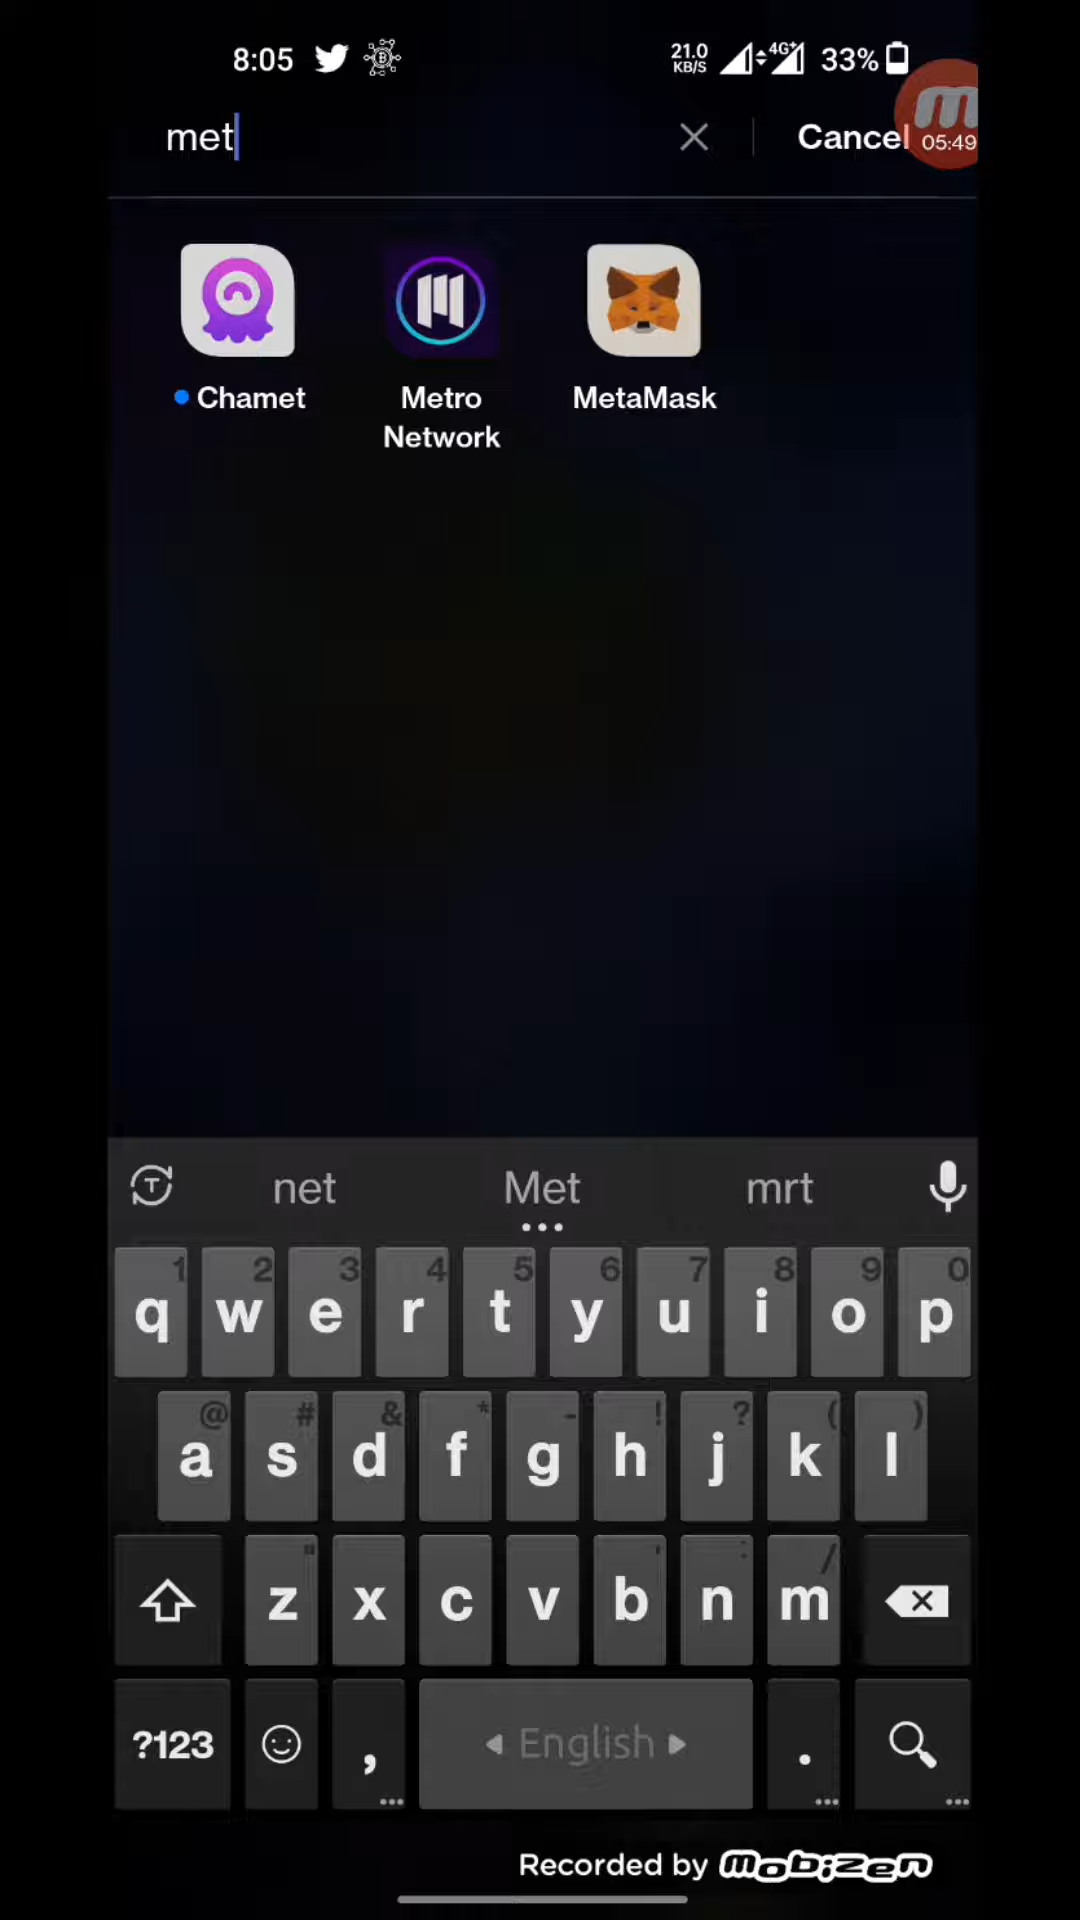 8:05 21.0 KB/S 4G+ 33%
met Cancel 05:49
Chamet Metro Network MetaMask
net Met mrt
1 2 3 4 5 6 7 8 9 0
q w e r t y u i o p
@ # & * - ! ? ( )
a s d f g h j k l
" ' : /
z x c v b n m
?123 , English .
Recorded by mobizen